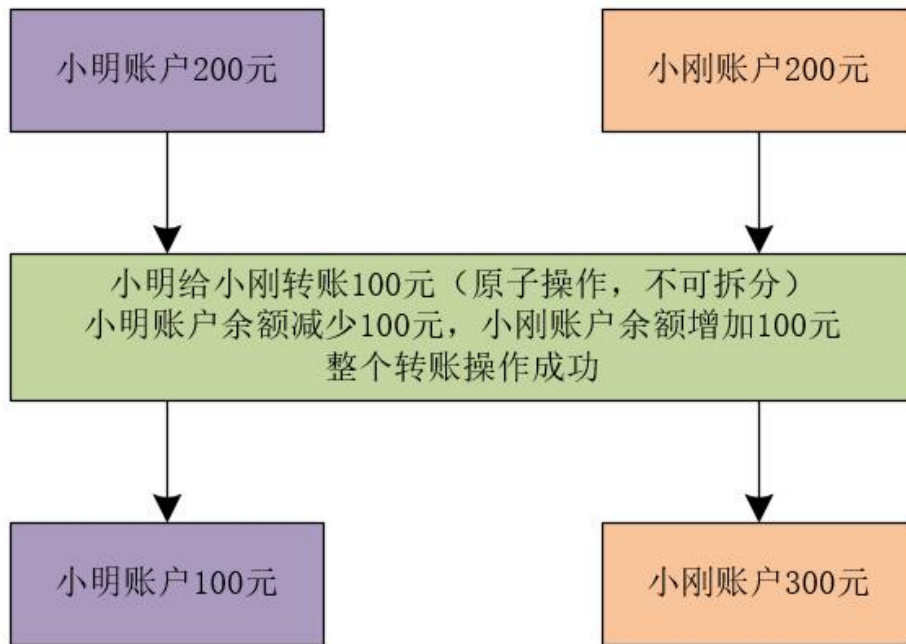 小明账户200元
小刚账户200元
小明给小刚转账100元（原子操作，不可拆分）
小明账户余额减少100元，小刚账户余额增加100元
整个转账操作成功
小明账户100元
小刚账户300元